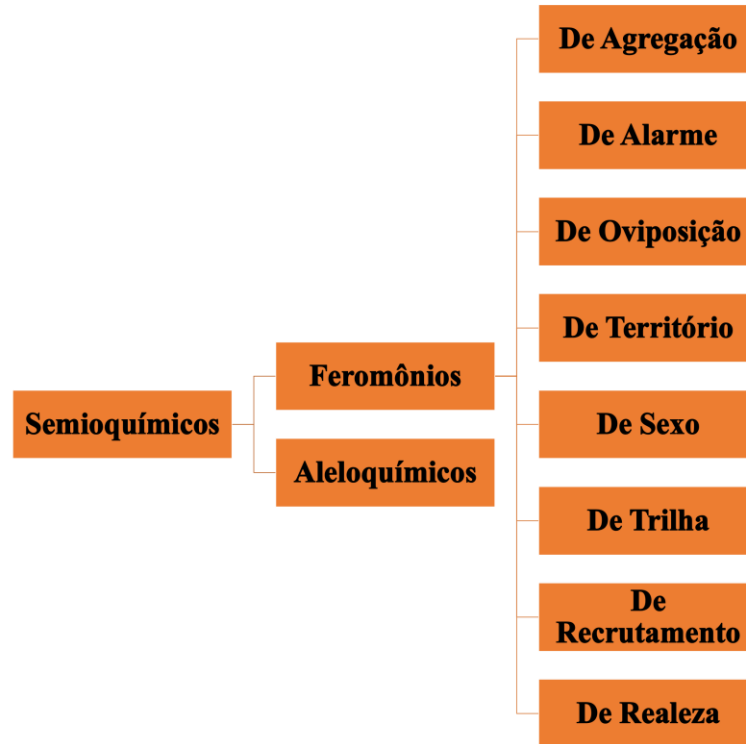 De Agregação
De Alarme
De Oviposição
De Território
Feromônios
Semioquímicos
De Sexo
Aleloquímicos
De Trilha
De
Recrutamento
De Realeza